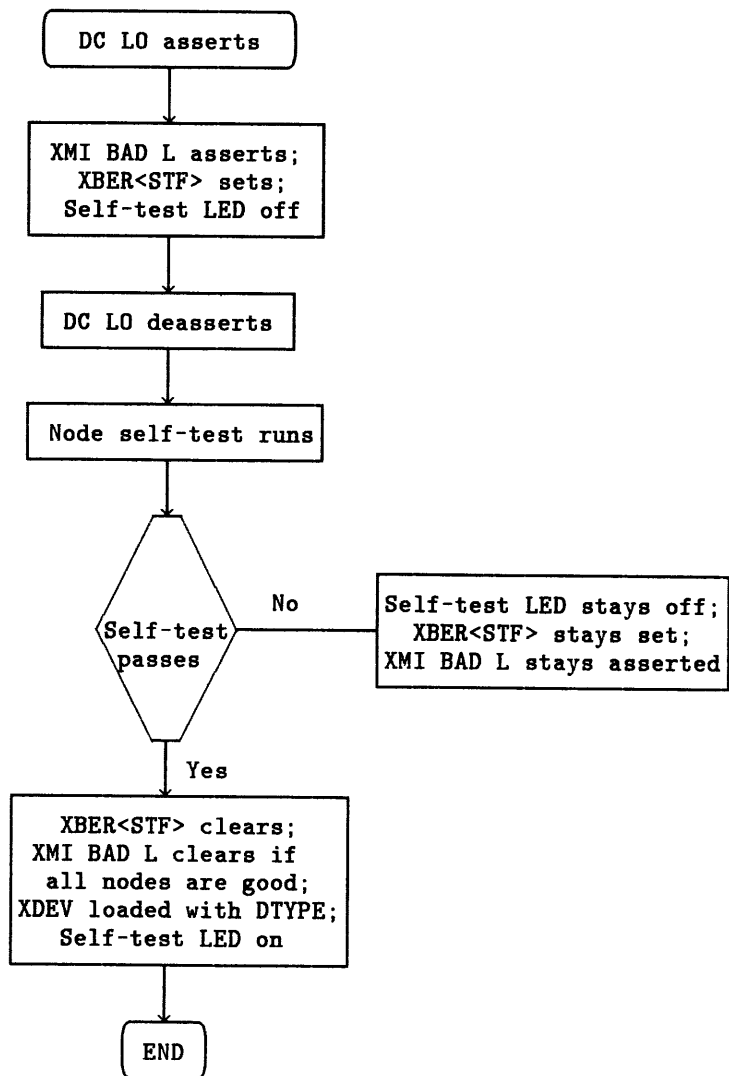 DC LO asserts
XMI BAD L asserts;
XBER<STF> sets;
Self-test LED off
DC LO deasserts
Node self-test runs
Self-test
passes
No
Self-test LED stays off;
XBER<STF> stays set;
XMI BAD L stays asserted
Yes
XBER<STF> clears;
XMI BAD L clears if
all nodes are good;
XDEV loaded with DTYPE;
Self-test LED on
END